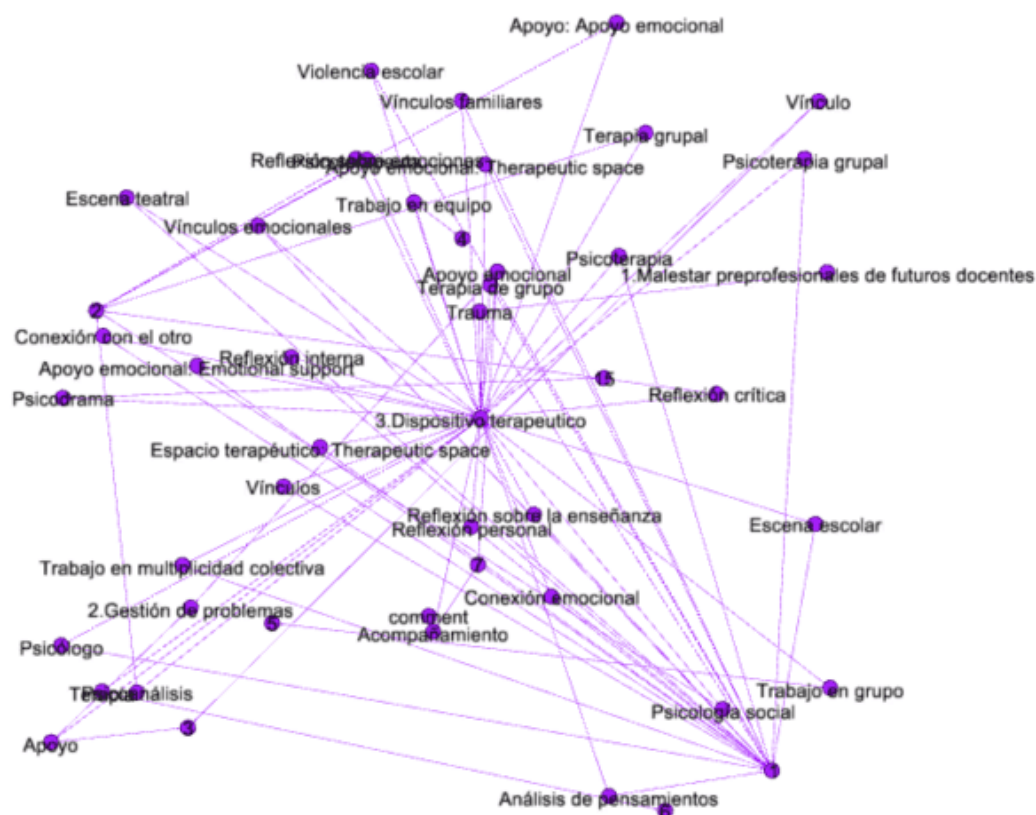 Apoyo: Apoyo emocional
Violencia escolar
Vínculos familiares
Vínculo
Terapia grupal
Psicoterapia grupal
Reflexión sobre emociones
Apoyo emocional: Therapeutic space
Escena teatral
Trabajo en equipo
Vínculos emocionales
4
Psicoterapia
Apoyo emocional
1.Malestar preprofesionales de futuros docentes
Terapia de grupo
2
Trauma
Conexión con el otro
Reflexión interna
Apoyo emocional: Emotional support
15
Psicodrama
Reflexión crítica
3.Dispositivo terapeutico
Espacio terapéutico: Therapeutic space
Vínculos
Reflexión sobre la enseñanza
Escena escolar
Reflexión personal
7
Trabajo en multiplicidad colectiva
Conexión emocional
2.Gestión de problemas
comment
5
Acompañamiento
Psicólogo
Psicoanálisis
Trabajo en grupo
Psicología social
3
Apoyo
1
Análisis de pensamientos
6